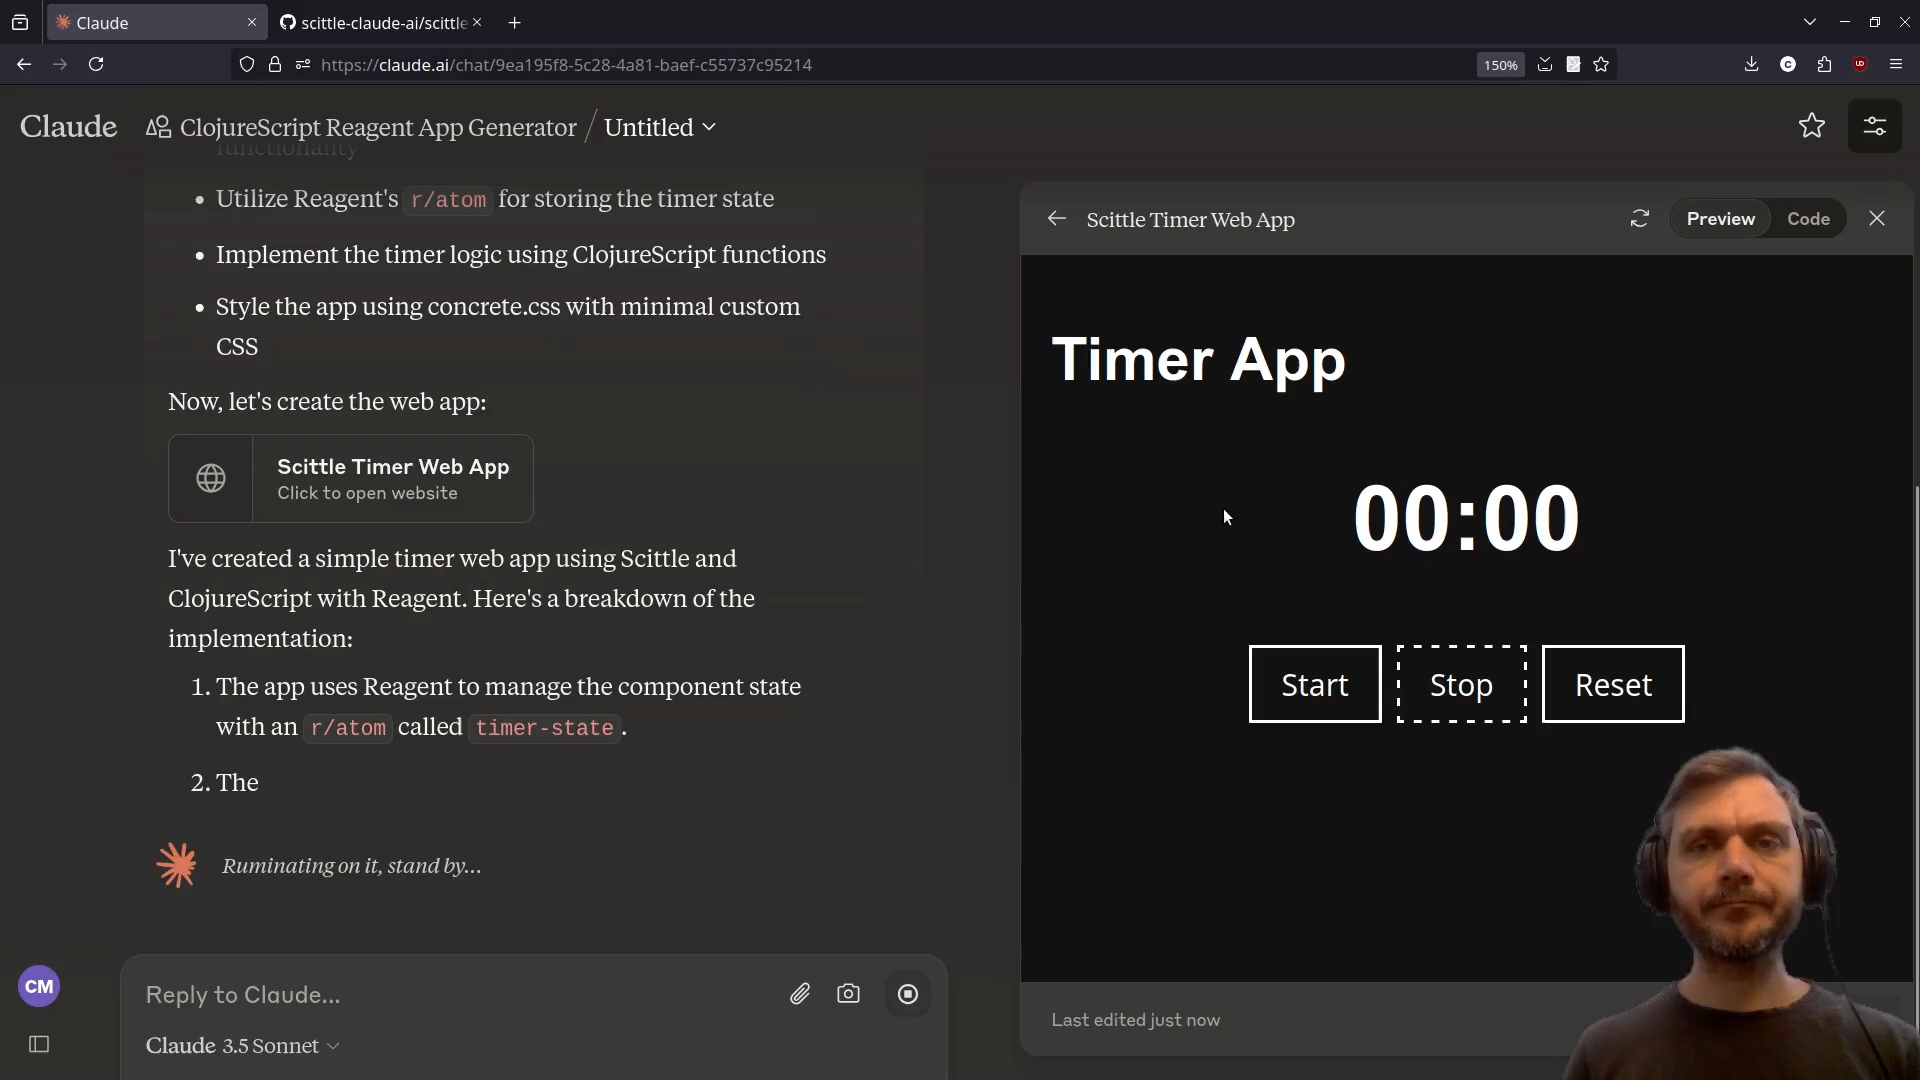 Claude
scittle-claude-ai/scittle
https://claude.ai/chat/9ea195f8-5c28-4a81-baef-c55737c95214
150%
Claude
ClojureScript Reagent App Generator / Untitled
functionality
• Utilize Reagent's r/atom for storing the timer state
• Implement the timer logic using ClojureScript functions
• Style the app using concrete.css with minimal custom
CSS
Now, let's create the web app:
Scittle Timer Web App
Click to open website
I've created a simple timer web app using Scittle and
ClojureScript with Reagent. Here's a breakdown of the
implementation:
1. The app uses Reagent to manage the component state
with an r/atom called timer-state.
2. The
Ruminating on it, stand by...
CM
Reply to Claude...
Claude 3.5 Sonnet
Scittle Timer Web App
Preview
Code
Timer App
00:00
Start
Stop
Reset
Last edited just now